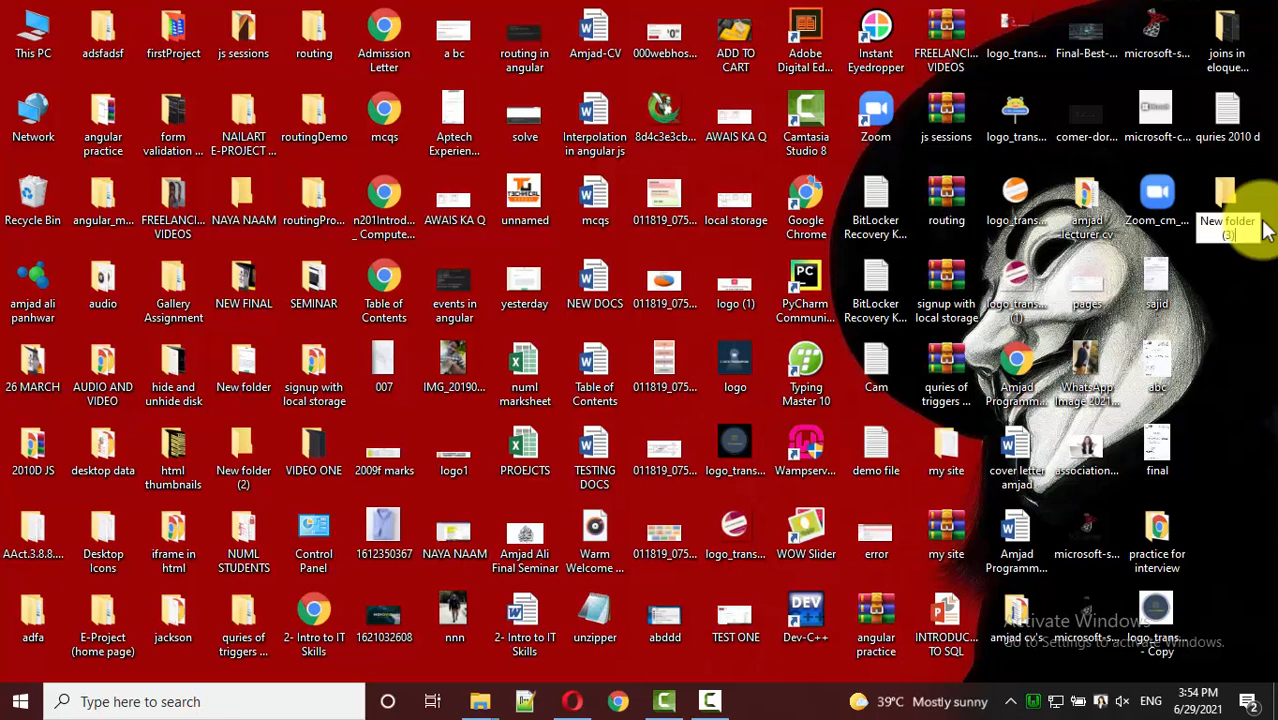 This PC
adsfadsf
firstProject
js sessions
routing
Admission
Letter
a bc
routing in
angular
Amjad-CV
000webhos...
ADD TO
CART
Adobe
Digital Ed...
Instant
Eyedropper
FREELANCI...
VIDEOS
logo_trans...
Final-Best-...
microsoft-s...
joins in
eloque...
Network
angular
practice
form
validation ...
NAILART
E-PROJECT ...
routingDemo
mcqs
Aptech
Experien...
solve
Interpolation
in angular js
8d4c3e3cb...
AWAIS KA Q
Camtasia
Studio 8
Zoom
js sessions
logo_trans...
comer-dor...
microsoft-c...
quries 2010 d
Recycle Bin
angular_m...
FREELANCI...
VIDEOS
NAYA NAAM
routingPro...
n201Introd...
_ Compute...
AWAIS KA Q
unnamed
mcqs
011819_075...
local storage
Google
Chrome
BitLocker
Recovery K...
routing
logo_trans...
amjad
lecturer cv
Zoom_cm_...
New folder
(3)
amjad ali
panhwar
audio
Gallery
Assignment
NEW FINAL
SEMINAR
Table of
Contents
events in
angular
yesterday
NEW DOCS
011819_075...
logo (1)
PyCharm
Communi...
BitLocker
Recovery K...
signup with
local storage
logo_trans...
(1)
pages
sajid
26 MARCH
AUDIO AND
VIDEO
hide and
unhide disk
New folder
signup with
local storage
007
IMG_20190...
numl
marksheet
Table of
Contents
011819_075...
logo
Typing
Master 10
Cam
quries of
triggers ...
Amjad
Programm...
WhatsApp
Image 2021...
abc
2010D JS
desktop data
html
thumbnails
New folder
(2)
VIDEO ONE
2009f marks
logo1
PROEJCTS
TESTING
DOCS
011819_075...
logo_trans...
Wampserv...
demo file
my site
cover letter
amjad
association...
final
AAct.3.8.8....
Desktop
Icons
iframe in
html
NUML
STUDENTS
Control
Panel
1612350367
NAYA NAAM
Amjad Ali
Final Seminar
Warm
Welcome ...
011819_075...
logo_trans...
WOW Slider
error
my site
Amjad
Programm...
microsoft-s...
practice for
interview
adfa
E-Project
(home page)
jackson
quries of
triggers ...
2- Intro to IT
Skills
1621032608
nnn
2- Intro to IT
Skills
unzipper
abddd
TEST ONE
Dev-C++
angular
practice
INTRODUC...
TO SQL
amjad cv's
microsoft-s...
logo_trans...
- Copy
Activate Windows
Go to Settings to activate Windows.
Type here to search
39°C Mostly sunny
ENG
3:54 PM
6/29/2021
2